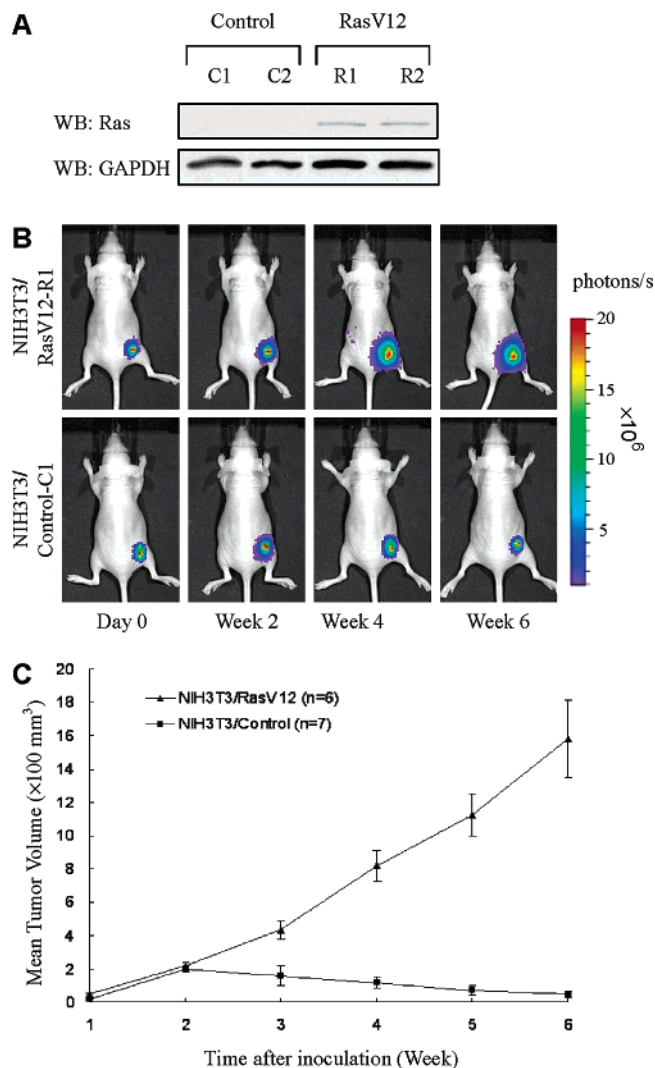 A
Control RasV12
C1 C2 R1 R2
WB: Ras
WB: GAPDH
B
NIH3T3/
RasV12-R1
NIH3T3/
Control-C1
photons/s
20
15
10
5
×10⁶
Day 0 Week 2 Week 4 Week 6
C
20
18
16
14
12
10
8
6
4
2
0
Mean Tumor Volume (×100 mm³)
NIH3T3/RasV12 (n=6)
NIH3T3/Control (n=7)
1 2 3 4 5 6
Time after inoculation (Week)